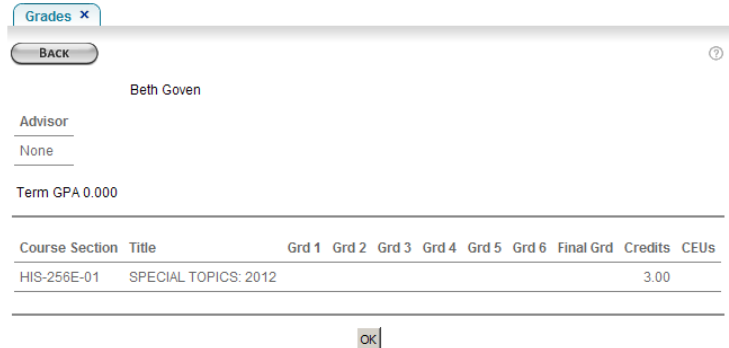 Grades ×
BACK
?
Beth Goven
Advisor
None
Term GPA 0.000
Course Section Title Grd 1 Grd 2 Grd 3 Grd 4 Grd 5 Grd 6 Final Grd Credits CEUs
HIS-256E-01 SPECIAL TOPICS: 2012 3.00
OK